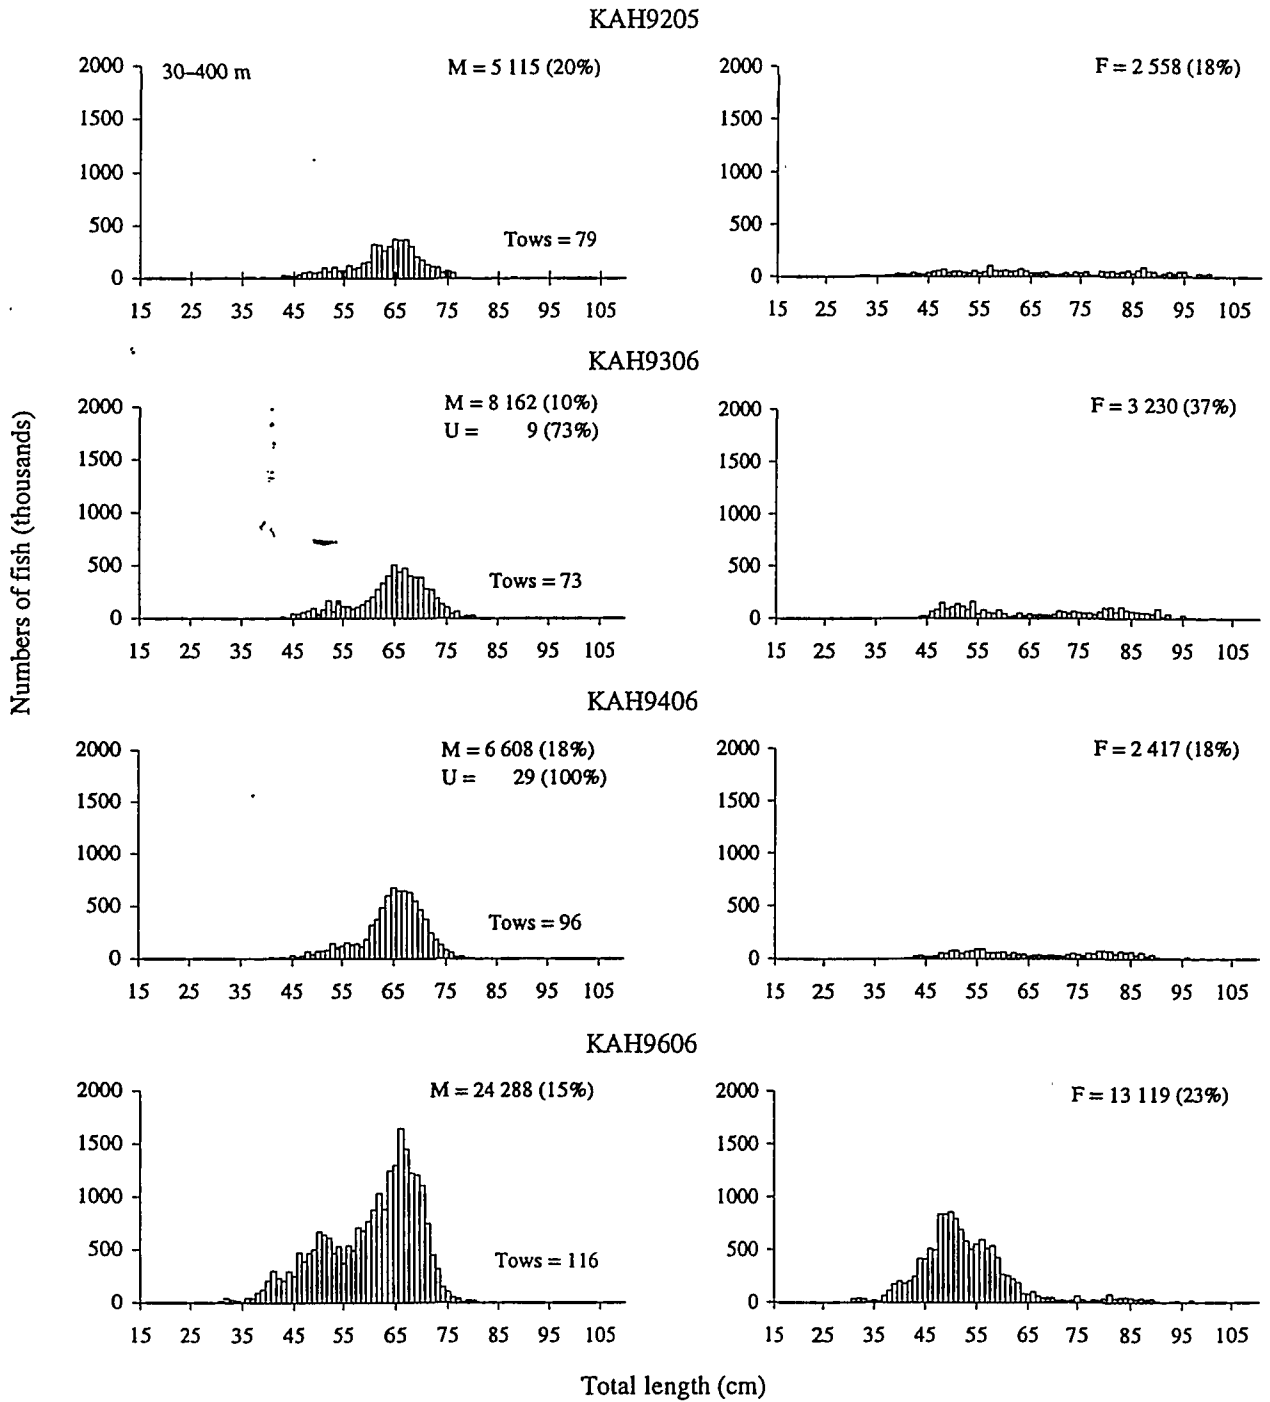 KAH9205
2000
1500
1000
500
0
30–400 m
M = 5 115 (20%)
Tows = 79
15 25 35 45 55 65 75 85 95 105
2000
1500
1000
500
0
F = 2 558 (18%)
15 25 35 45 55 65 75 85 95 105
KAH9306
2000
1500
1000
500
0
M = 8 162 (10%)
U = 9 (73%)
Tows = 73
15 25 35 45 55 65 75 85 95 105
2000
1500
1000
500
0
F = 3 230 (37%)
15 25 35 45 55 65 75 85 95 105
Numbers of fish (thousands)
KAH9406
2000
1500
1000
500
0
M = 6 608 (18%)
U = 29 (100%)
Tows = 96
15 25 35 45 55 65 75 85 95 105
2000
1500
1000
500
0
F = 2 417 (18%)
15 25 35 45 55 65 75 85 95 105
KAH9606
2000
1500
1000
500
0
M = 24 288 (15%)
Tows = 116
15 25 35 45 55 65 75 85 95 105
2000
1500
1000
500
0
F = 13 119 (23%)
15 25 35 45 55 65 75 85 95 105
Total length (cm)